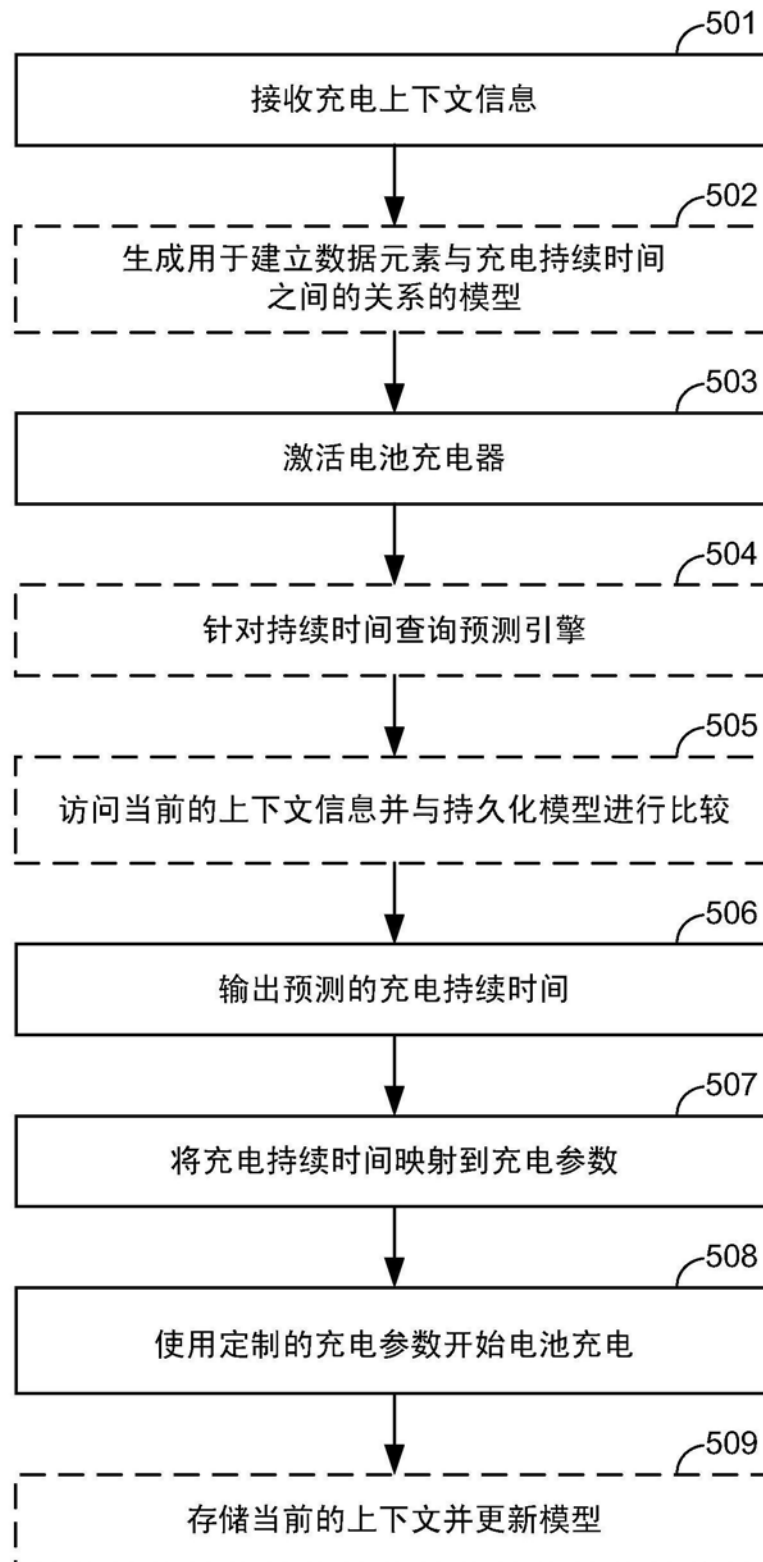 501
接收充电上下文信息
502
生成用于建立数据元素与充电持续时间
之间的关系的模型
503
激活电池充电器
504
针对持续时间查询预测引擎
505
访问当前的上下文信息并与持久化模型进行比较
506
输出预测的充电持续时间
507
将充电持续时间映射到充电参数
508
使用定制的充电参数开始电池充电
509
存储当前的上下文并更新模型